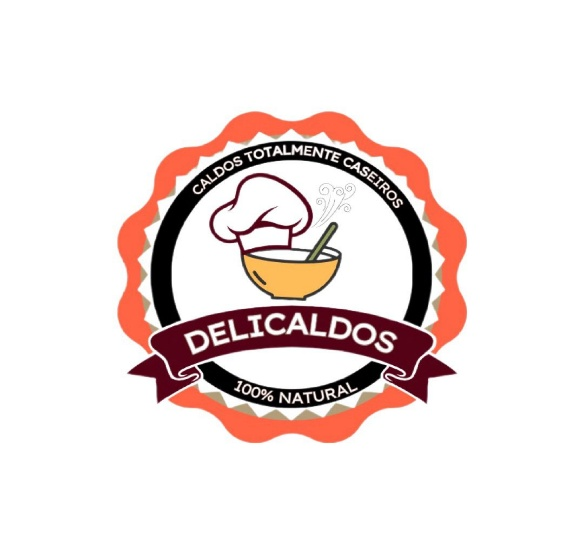 CALDOS TOTALMENTE CASEIROS
DELICALDOS
100% NATURAL